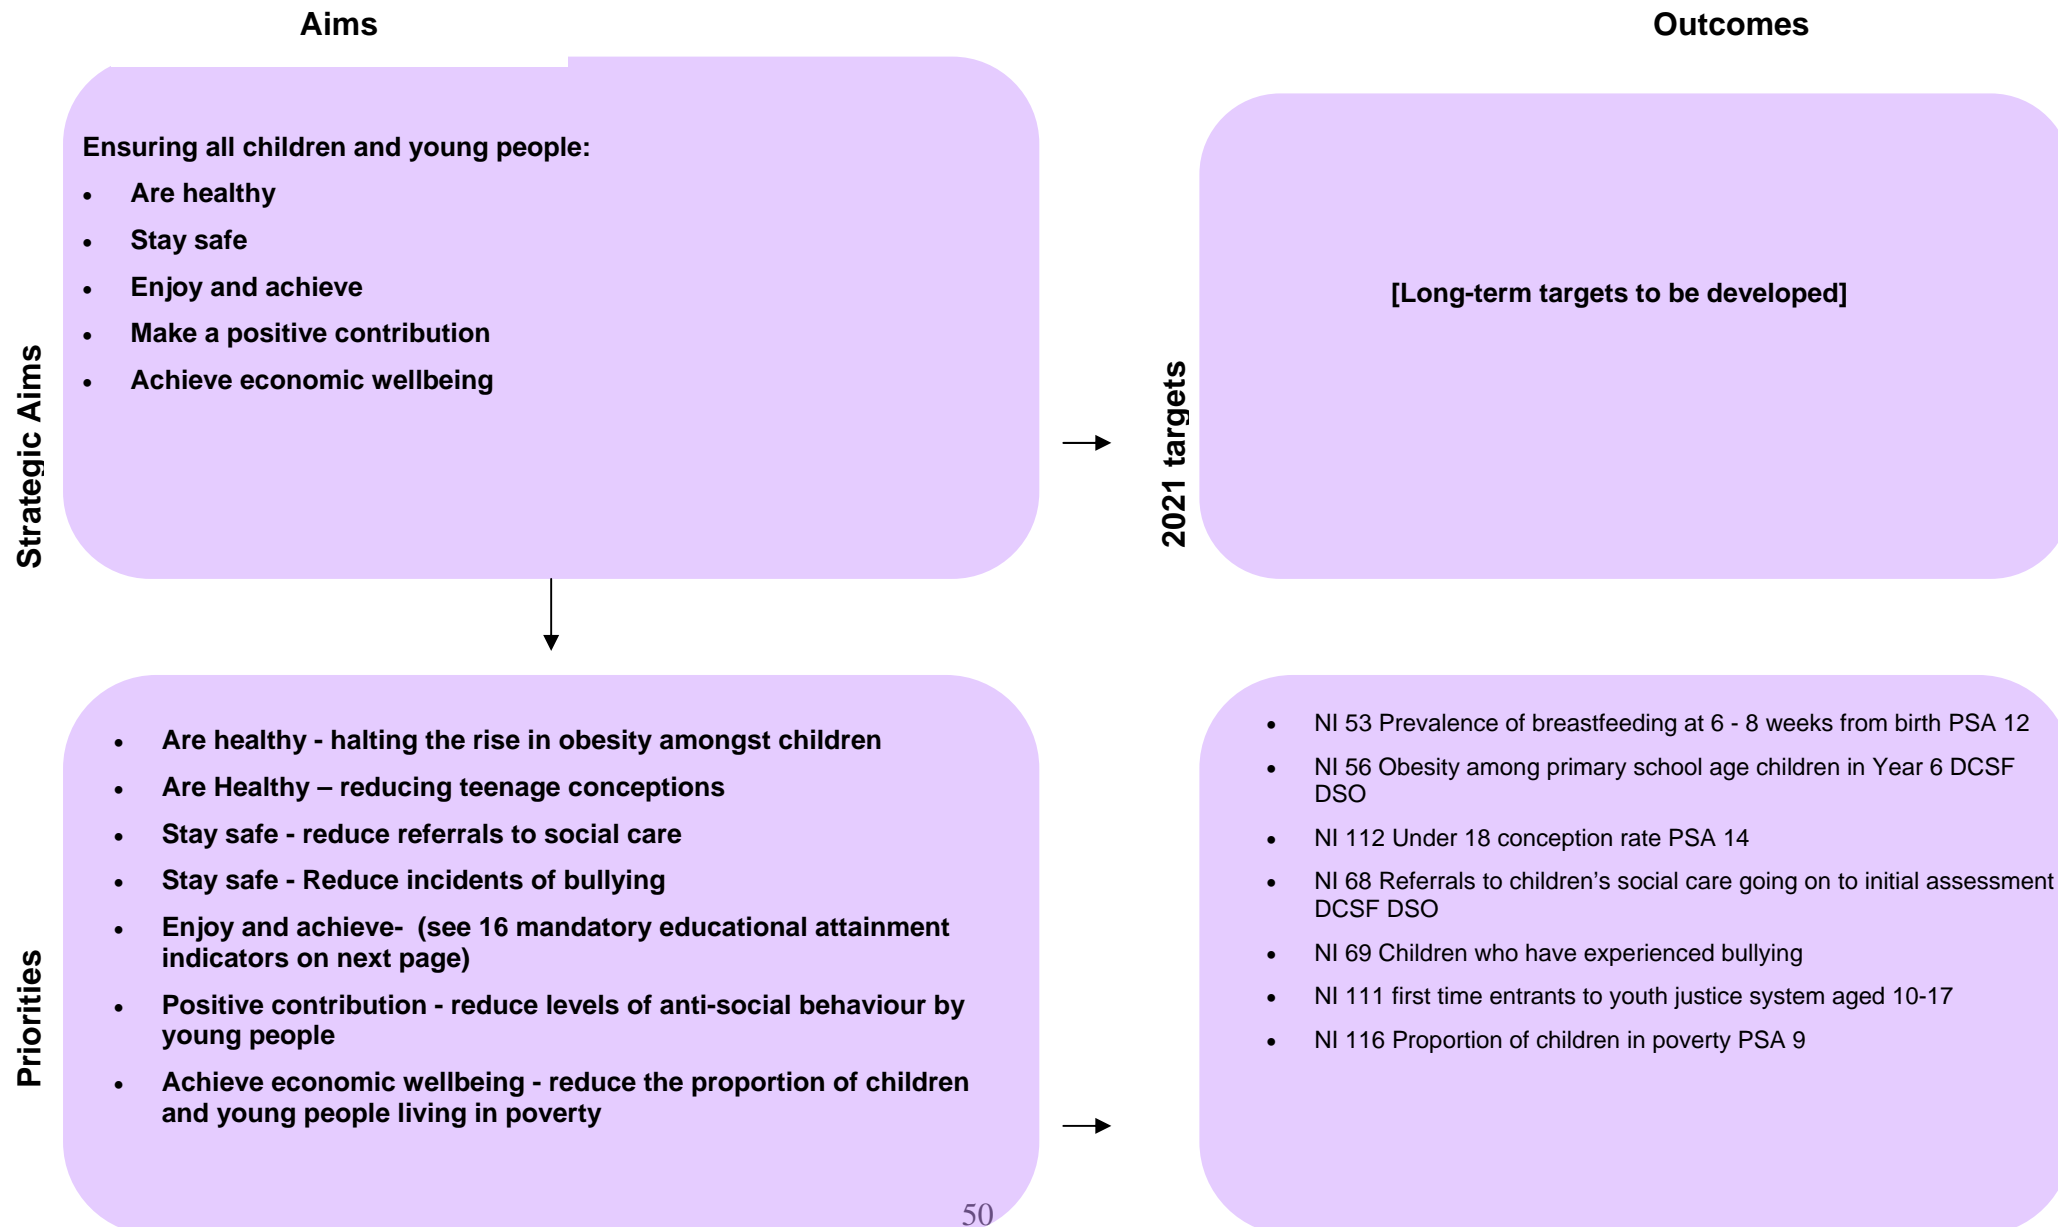 Aims
Outcomes
Strategic Aims
Ensuring all children and young people:
• Are healthy
• Stay safe
• Enjoy and achieve
• Make a positive contribution
• Achieve economic wellbeing
2021 targets
[Long-term targets to be developed]
Priorities
• Are healthy - halting the rise in obesity amongst children
• Are Healthy – reducing teenage conceptions
• Stay safe - reduce referrals to social care
• Stay safe - Reduce incidents of bullying
• Enjoy and achieve-  (see 16 mandatory educational attainment
indicators on next page)
• Positive contribution - reduce levels of anti-social behaviour by
young people
• Achieve economic wellbeing - reduce the proportion of children
and young people living in poverty
• NI 53 Prevalence of breastfeeding at 6 - 8 weeks from birth PSA 12
• NI 56 Obesity among primary school age children in Year 6 DCSF
DSO
• NI 112 Under 18 conception rate PSA 14
• NI 68 Referrals to children’s social care going on to initial assessment
DCSF DSO
• NI 69 Children who have experienced bullying
• NI 111 first time entrants to youth justice system aged 10-17
• NI 116 Proportion of children in poverty PSA 9
50